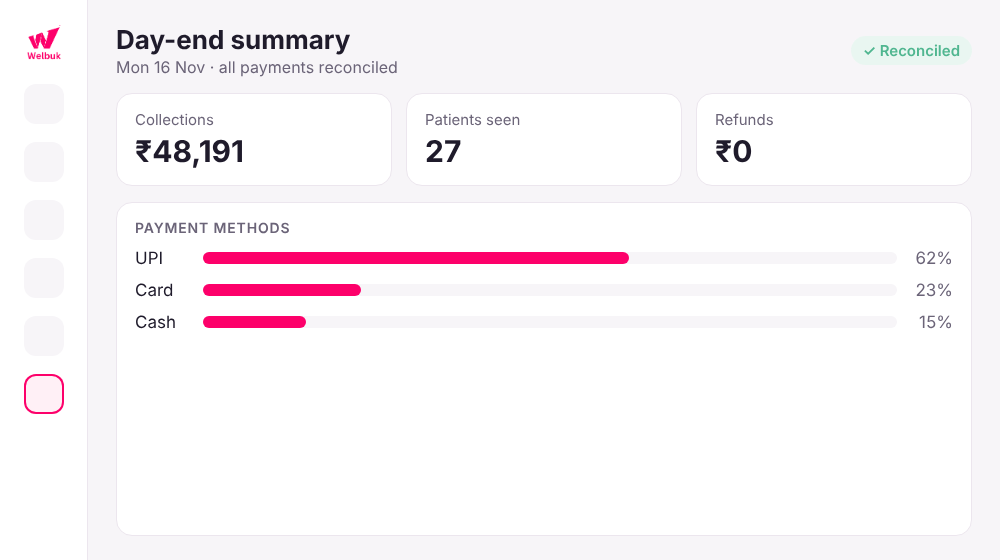 Welbuk
Day-end summary
Mon 16 Nov · all payments reconciled
✓ Reconciled
Collections
₹48,191
Patients seen
27
Refunds
₹0
PAYMENT METHODS
UPI 62%
Card 23%
Cash 15%